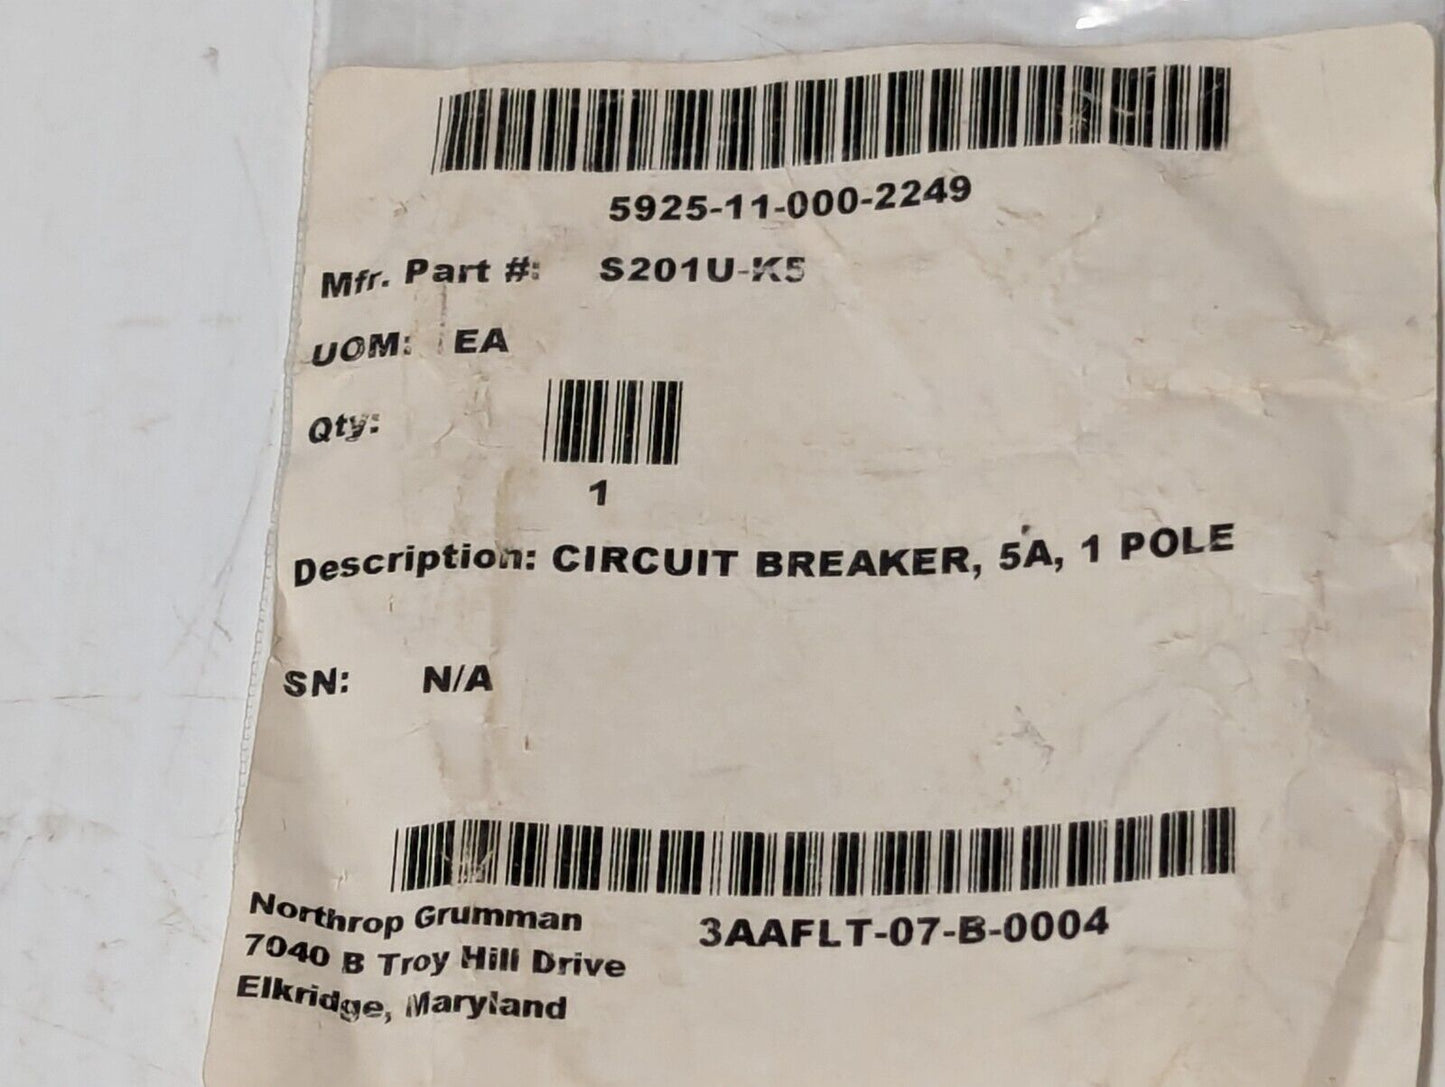 5925-11-000-2249
Mfr. Part #: S201U-K5
UOM: EA
Qty:
1
Description: CIRCUIT BREAKER, 5A, 1 POLE
SN: N/A
3AAFLT-07-B-0004
Northrop Grumman
7040 B Troy Hill Drive
Elkridge, Maryland